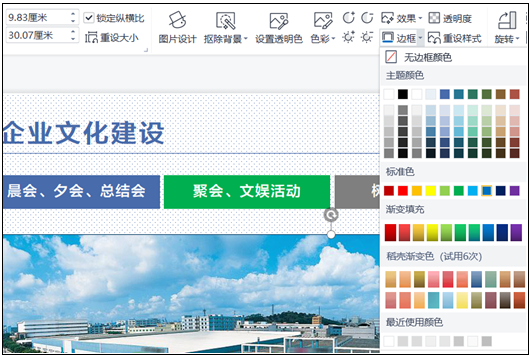 9.83厘米
锁定纵横比
效果
透明度
30.07厘米
重设大小
图片设计
抠除背景
设置透明色
色彩
边框
重设样式
旋转
无边框颜色
主题颜色
企业文化建设
标准色
晨会、夕会、总结会
聚会、文娱活动
渐变填充
稻壳渐变色（试用6次）
最近使用颜色